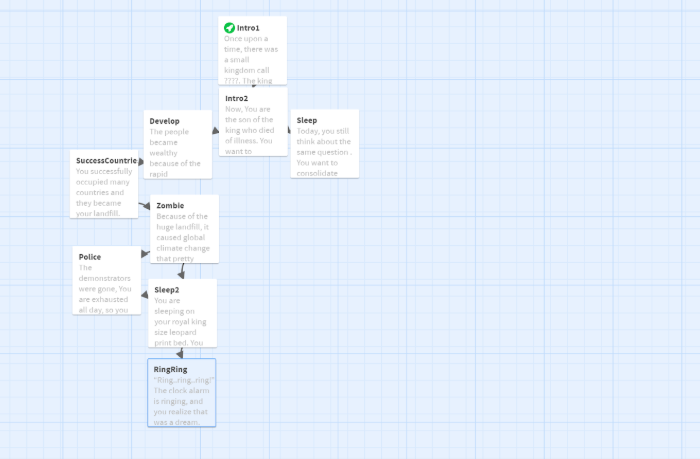 Intro1
Once upon a
time, there was
a small
kingdom call
????. The king
Intro2
Now, You are
the son of the
king who died
of illness. You
want to
Develop
The people
became
wealthy
because of the
rapid
Sleep
Today, you still
think about the
same question .
You want to
consolidate
SuccessCountrie
You successfully
occupied many
countries and
they became
your landfill.
Zombie
Because of the
huge landfill, it
caused global
climate change
that pretty
Police
The
demonstrators
were gone, You
are exhausted
all day, so you
Sleep2
You are
sleeping on
your royal king
size leopard
print bed. You
RingRing
"Ring..ring..ring!"
The clock alarm
is ringing, and
you realize that
was a dream.